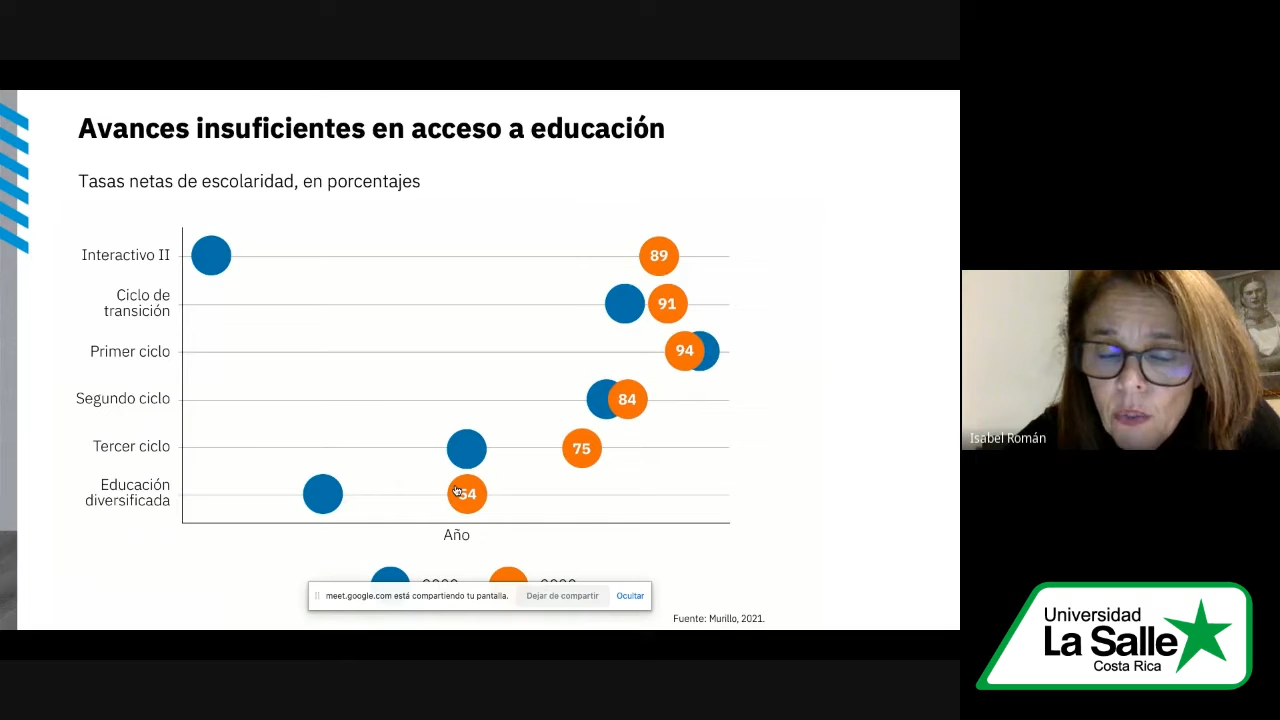 Avances insuficientes en acceso a educación
Tasas netas de escolaridad, en porcentajes
Interactivo II
89
Ciclo de
transición
91
Primer ciclo
94
Segundo ciclo
84
Tercer ciclo
75
Educación
diversificada
Año
meet.google.com está compartiendo tu pantalla.
Dejar de compartir
Ocultar
Fuente: Murillo, 2021.
Isabel Román
Universidad
La Salle
Costa Rica